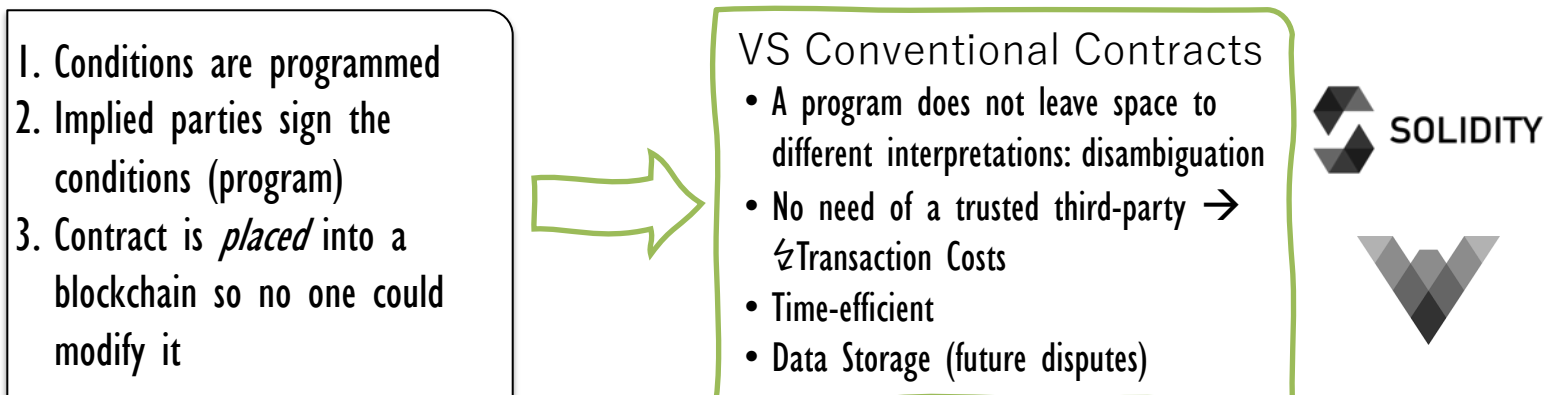 1. Conditions are programmed
2. Implied parties sign the
conditions (program)
3. Contract is placed into a
blockchain so no one could
modify it
VS Conventional Contracts
• A program does not leave space to
different interpretations: disambiguation
• No need of a trusted third-party →
↯Transaction Costs
• Time-efficient
• Data Storage (future disputes)
SOLIDITY